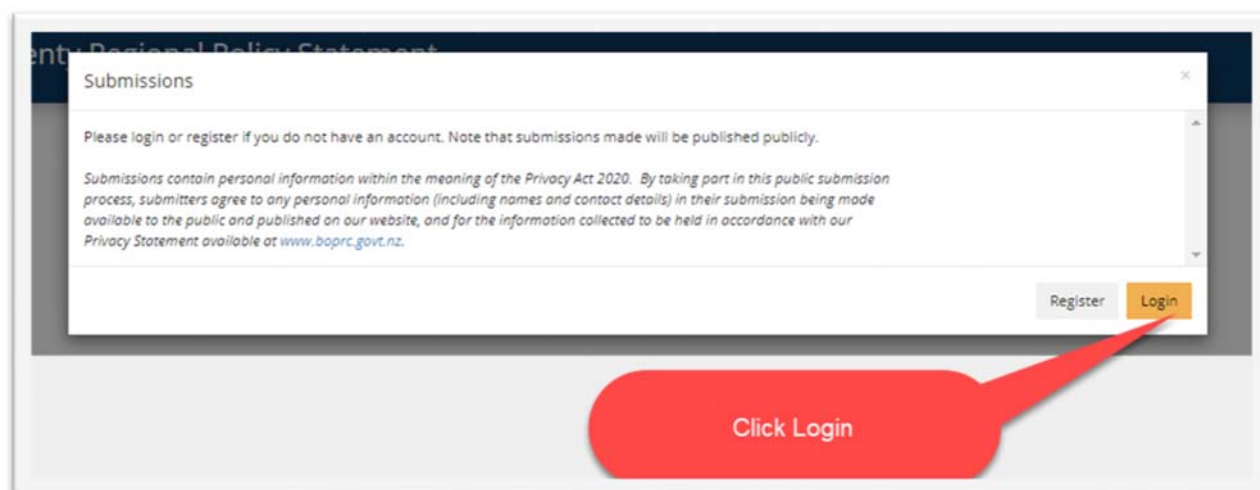 Regional Policy Statement
Submissions
×
Please login or register if you do not have an account. Note that submissions made will be published publicly.
Submissions contain personal information within the meaning of the Privacy Act 2020. By taking part in this public submission
process, submitters agree to any personal information (including names and contact details) in their submission being made
available to the public and published on our website, and for the information collected to be held in accordance with our
Privacy Statement available at www.boprc.govt.nz.
Register Login
Click Login